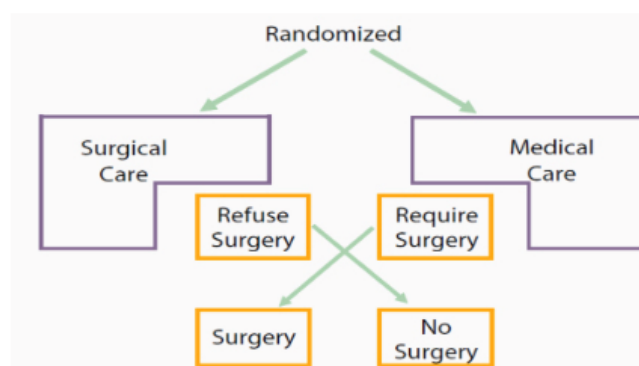 Randomized
Surgical
Care
Medical
Care
Refuse
Surgery
Require
Surgery
Surgery
No
Surgery